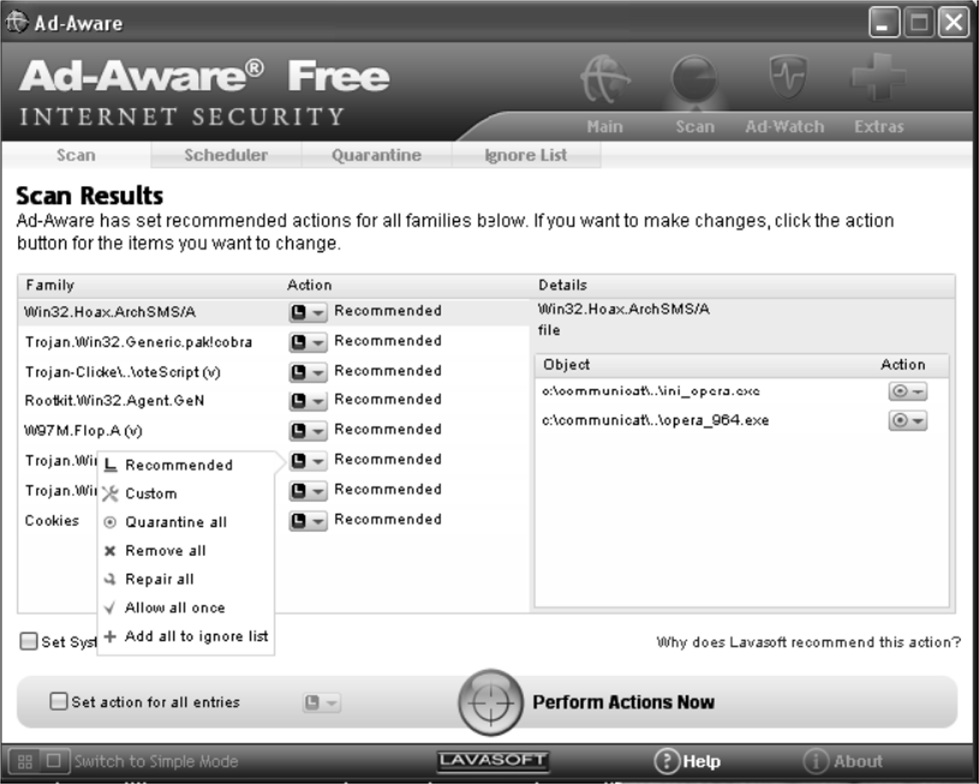 Ad-Aware
Ad-Aware® Free
INTERNET SECURITY
Main Scan Ad-Watch Extras
Scan Scheduler Quarantine Ignore List
Scan Results
Ad-Aware has set recommended actions for all families below. If you want to make changes, click the action
button for the items you want to change.
Family Action Details
Win32.Hoax.ArchSMS/A Recommended
Trojan.Win32.Generic.pak!cobra Recommended
Trojan-Clicke\..\oteScript (v) Recommended
Rootkit.Win32.Agent.GeN Recommended
W97M.Flop.A (v) Recommended
Trojan.Wi Recommended
Trojan.Wi Recommended
Cookies Recommended
Win32.Hoax.ArchSMS/A
file
Object Action
c:\communicat\..\ini_opera.exe
c:\communicat\..\opera_964.exe
Recommended
Custom
Quarantine all
Remove all
Repair all
Allow all once
Add all to ignore list
Set Syst
Why does Lavasoft recommend this action?
Set action for all entries
Perform Actions Now
Switch to Simple Mode LAVASOFT Help About